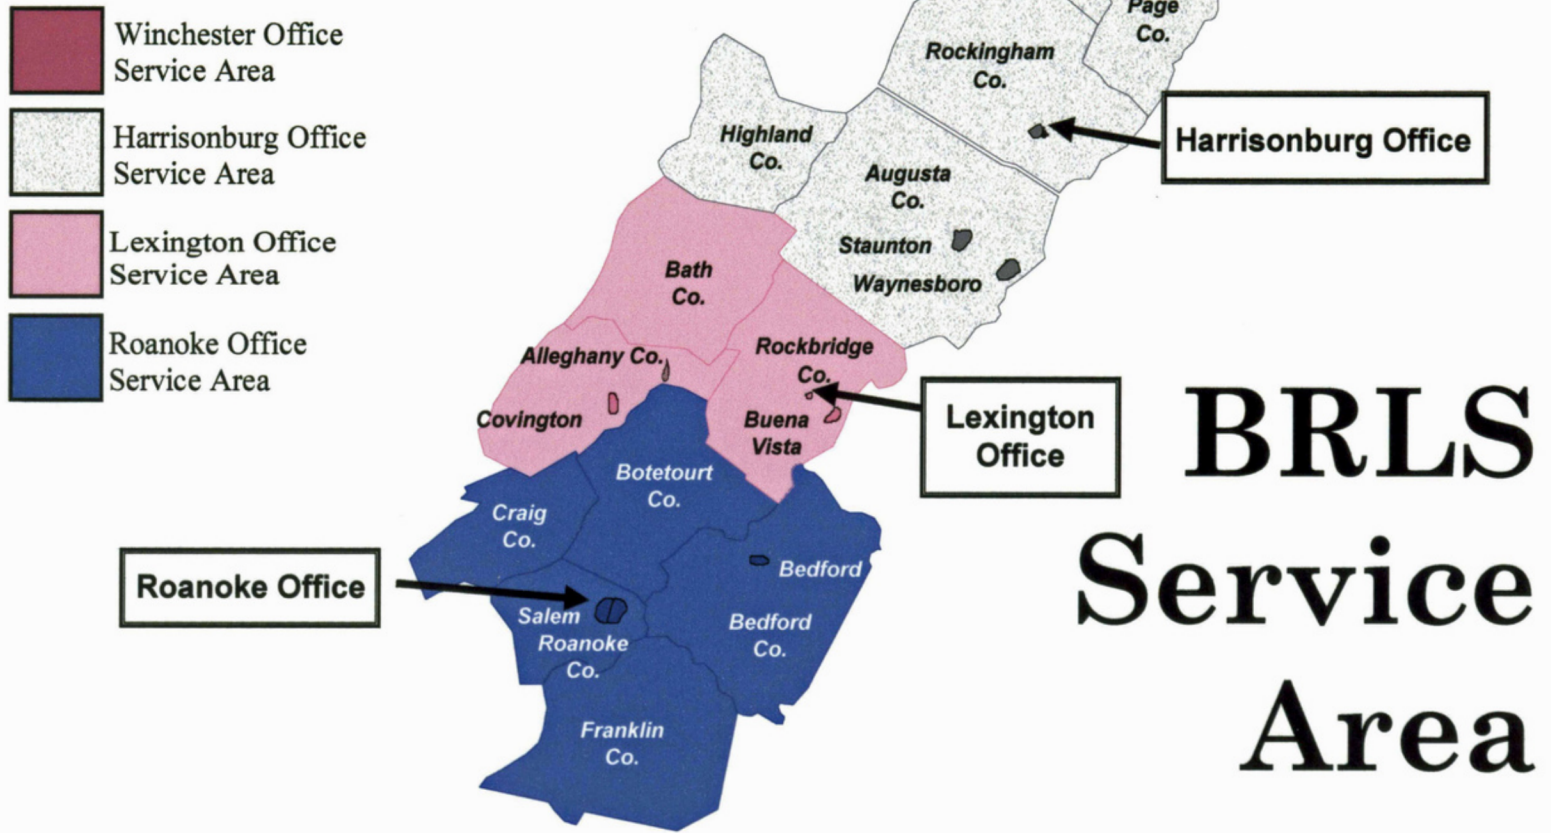 Winchester Office
Service Area
Harrisonburg Office
Service Area
Lexington Office
Service Area
Roanoke Office
Service Area
Page
Co.
Rockingham
Co.
Harrisonburg Office
Highland
Co.
Augusta
Co.
Staunton
Waynesboro
Bath
Co.
Alleghany Co.
Rockbridge
Co.
Covington
Buena
Vista
Lexington
Office
Botetourt
Co.
Craig
Co.
Bedford
Roanoke Office
Salem
Roanoke
Co.
Bedford
Co.
Franklin
Co.
BRLS
Service
Area